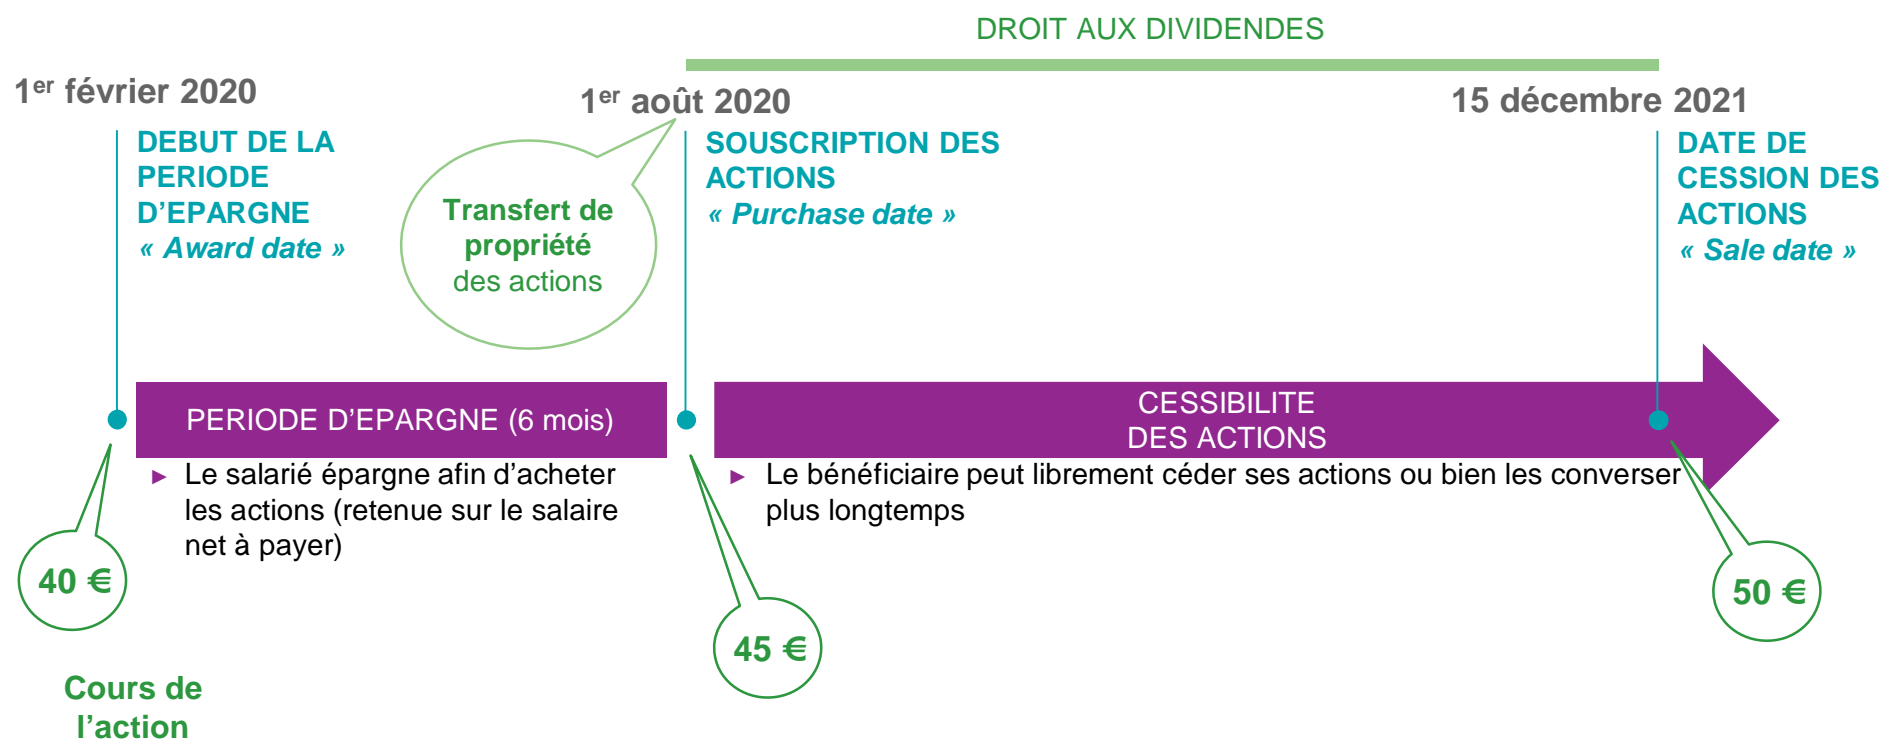 DROIT AUX DIVIDENDES
1er février 2020
1er août 2020
15 décembre 2021
DEBUT DE LA
PERIODE
D’EPARGNE
« Award date »
Transfert de
propriété
des actions
SOUSCRIPTION DES
ACTIONS
« Purchase date »
DATE DE
CESSION DES
ACTIONS
« Sale date »
PERIODE D’EPARGNE (6 mois)
CESSIBILITE
DES ACTIONS
► Le salarié épargne afin d’acheter
les actions (retenue sur le salaire
net à payer)
► Le bénéficiaire peut librement céder ses actions ou bien les converser
plus longtemps
40 €
45 €
50 €
Cours de
l’action